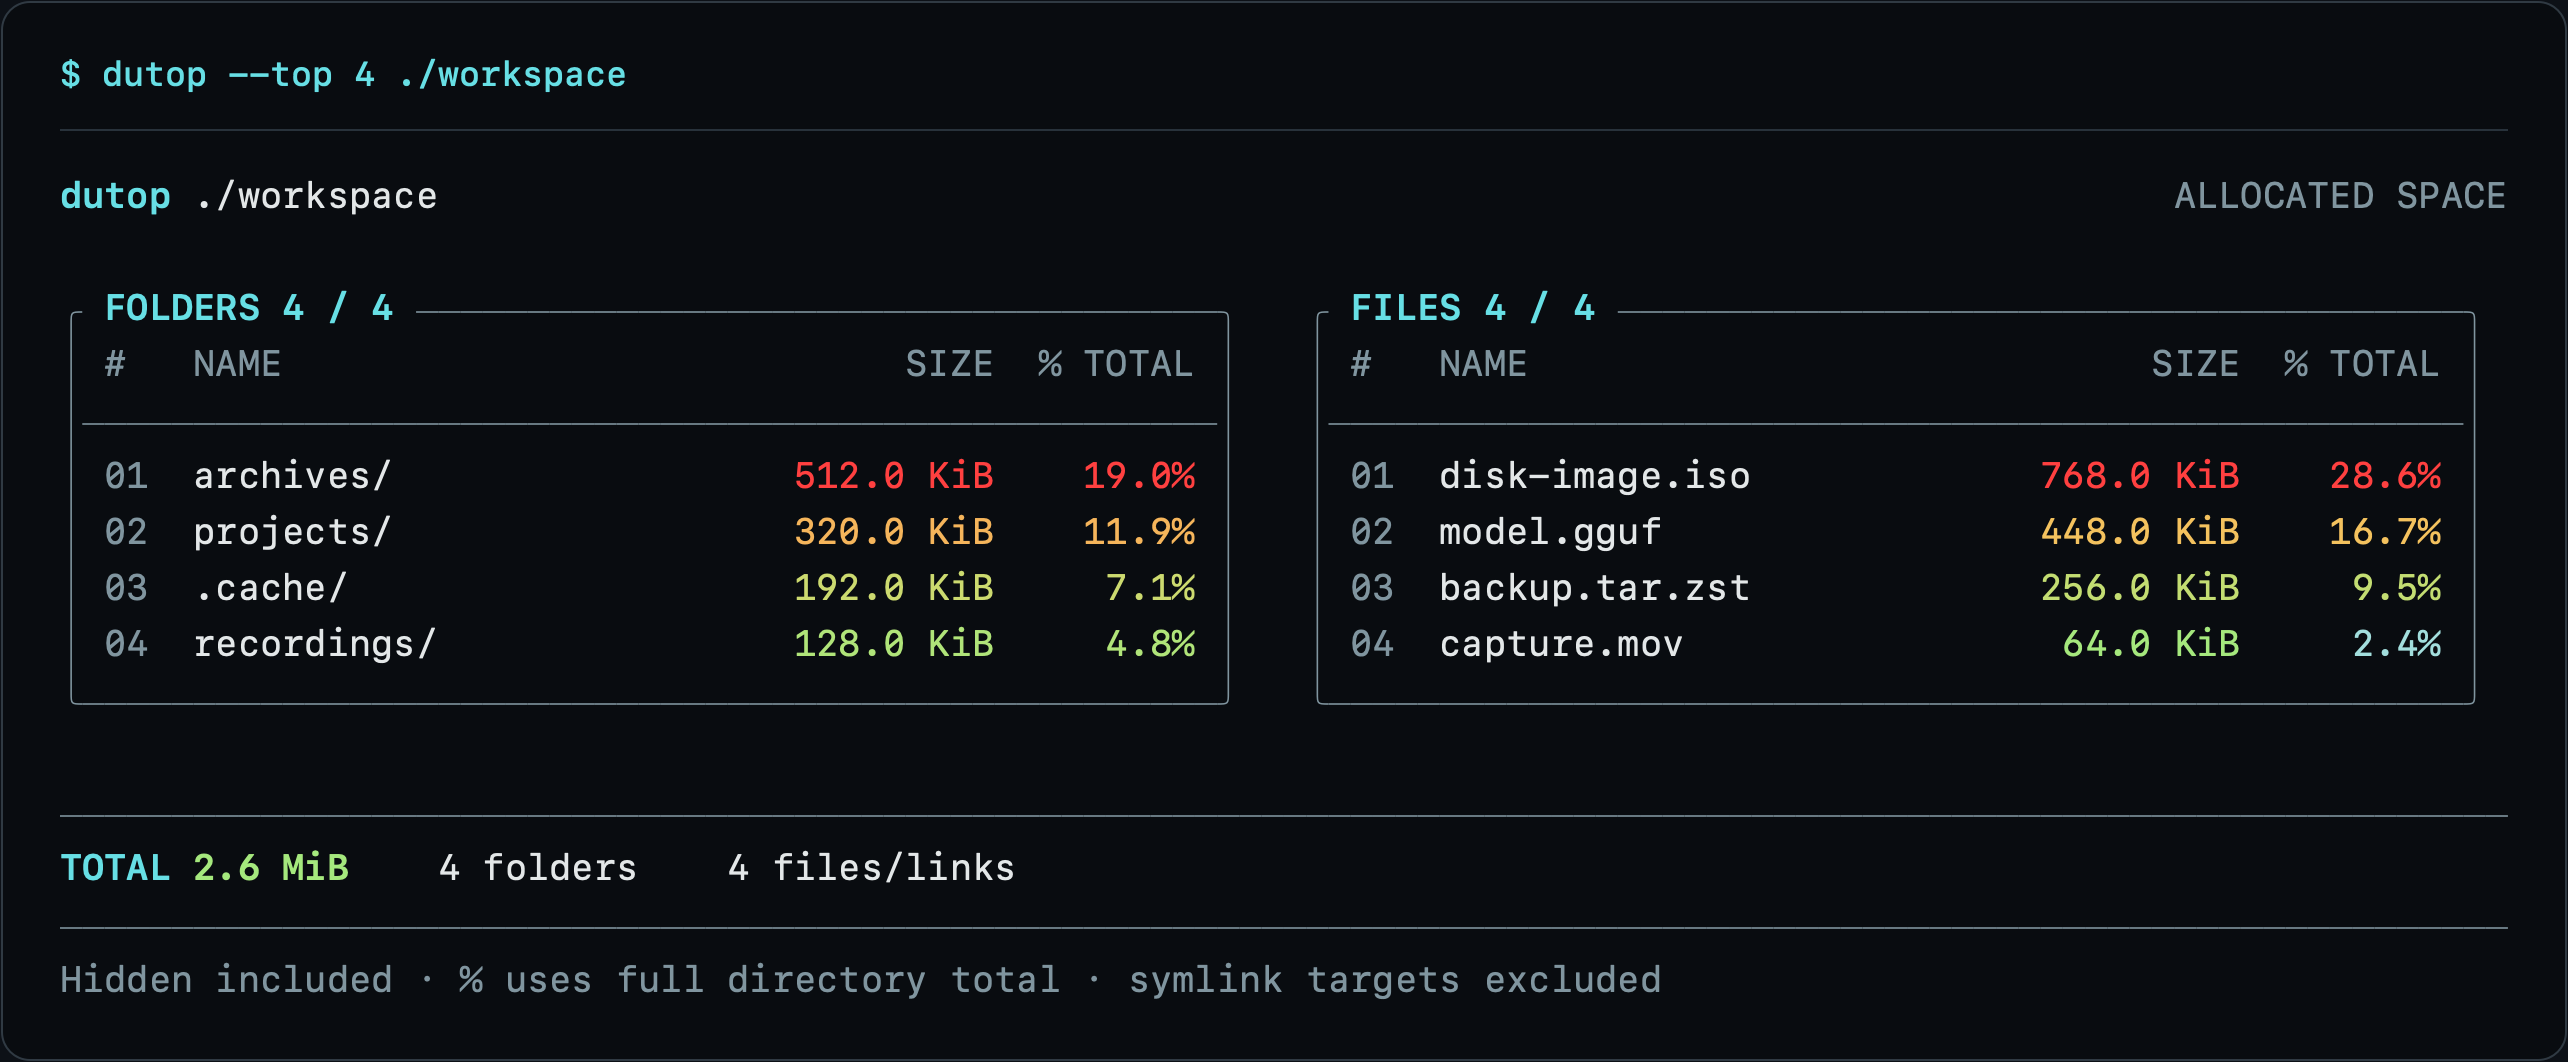 $ dutop --top 4 ./workspace
dutop ./workspace ALLOCATED SPACE
FOLDERS 4 / 4
# NAME SIZE % TOTAL
01 archives/ 512.0 KiB 19.0%
02 projects/ 320.0 KiB 11.9%
03 .cache/ 192.0 KiB 7.1%
04 recordings/ 128.0 KiB 4.8%
FILES 4 / 4
# NAME SIZE % TOTAL
01 disk-image.iso 768.0 KiB 28.6%
02 model.gguf 448.0 KiB 16.7%
03 backup.tar.zst 256.0 KiB 9.5%
04 capture.mov 64.0 KiB 2.4%
TOTAL 2.6 MiB 4 folders 4 files/links
Hidden included · % uses full directory total · symlink targets excluded